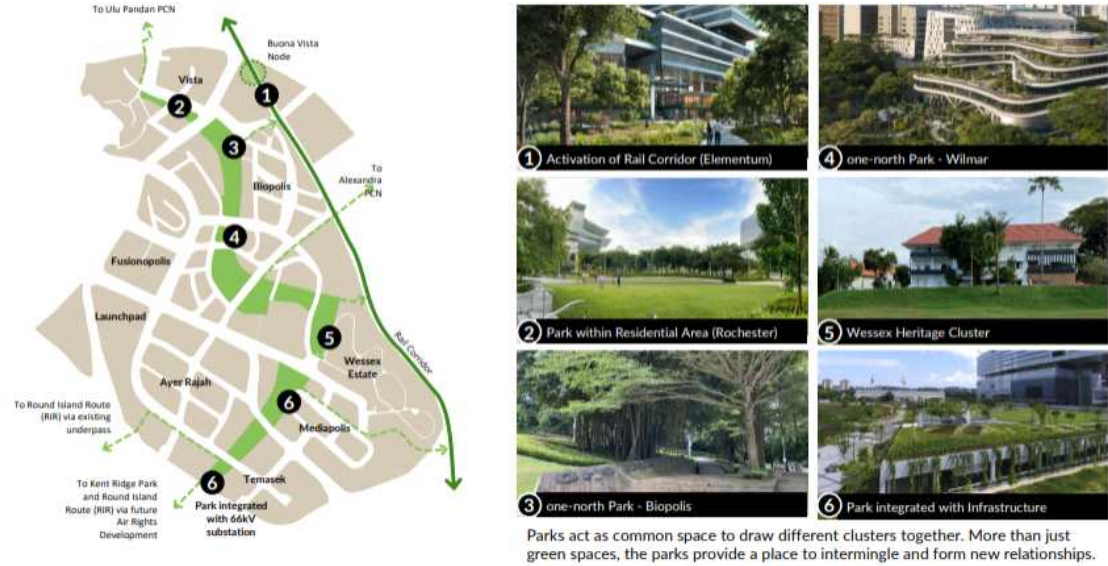 To Ulu Pandan PCN
Buona Vista
Node
Vista
1
2
3
Biopolis
To
Alexandra
PCN
4
Fusionopolis
Launchpad
5
Rail Corridor
Wessex
Estate
Ayer Rajah
6
To Round Island Route
(RIR) via existing
underpass
Mediapolis
To Kent Ridge Park
and Round Island
Route (RIR) via future
Air Rights
Development
6
Temasek
Park integrated
with 66kV
substation
1 Activation of Rail Corridor (Elementum)
4 one-north Park - Wilmar
2 Park within Residential Area (Rochester)
5 Wessex Heritage Cluster
3 one-north Park - Biopolis
6 Park integrated with Infrastructure
Parks act as common space to draw different clusters together. More than just
green spaces, the parks provide a place to intermingle and form new relationships.